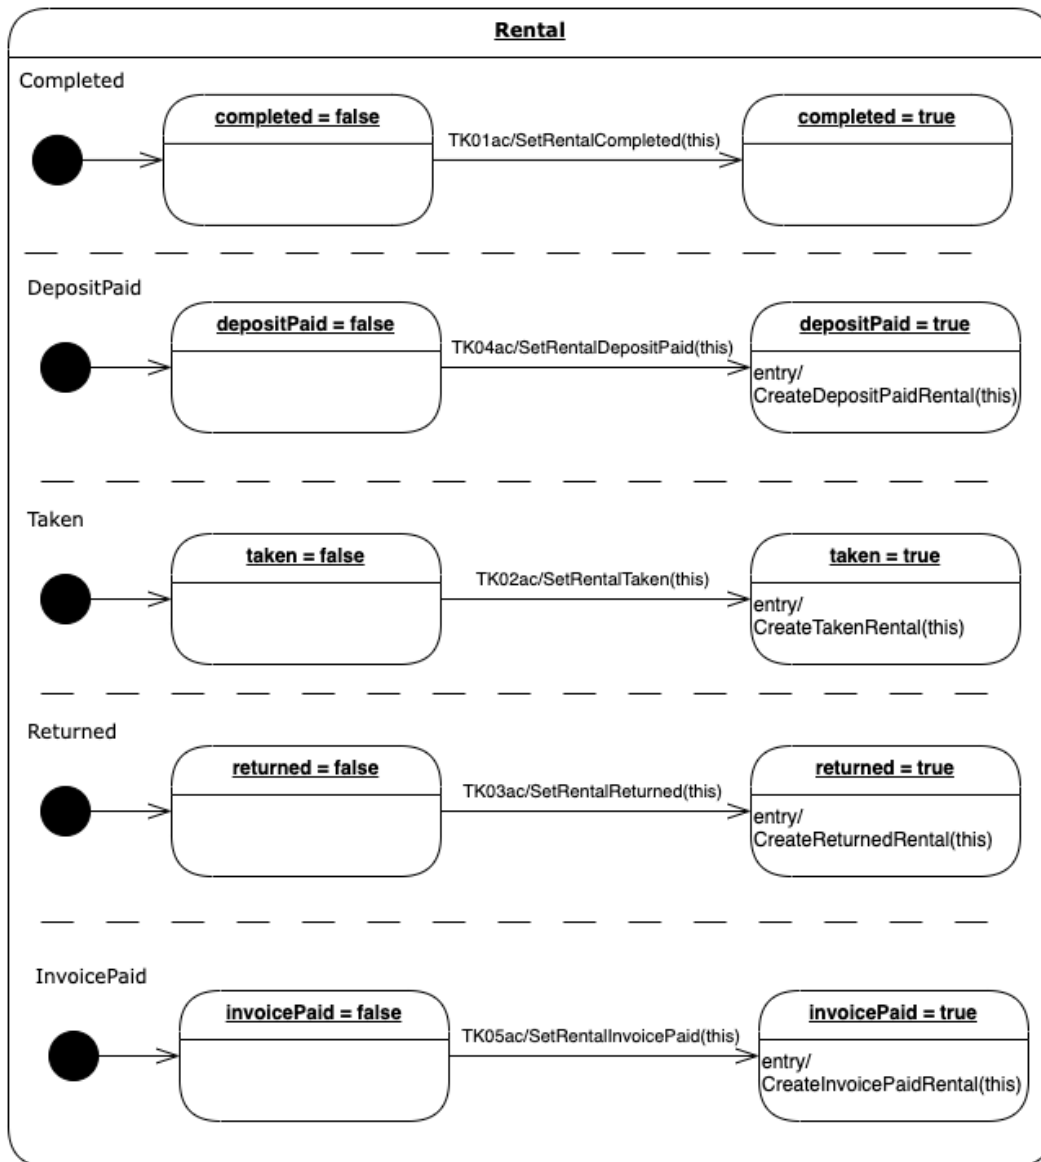 Rental
Completed
completed = false
TK01ac/SetRentalCompleted(this)
completed = true
DepositPaid
depositPaid = false
TK04ac/SetRentalDepositPaid(this)
depositPaid = true
entry/
CreateDepositPaidRental(this)
Taken
taken = false
TK02ac/SetRentalTaken(this)
taken = true
entry/
CreateTakenRental(this)
Returned
returned = false
TK03ac/SetRentalReturned(this)
returned = true
entry/
CreateReturnedRental(this)
InvoicePaid
invoicePaid = false
TK05ac/SetRentalInvoicePaid(this)
invoicePaid = true
entry/
CreateInvoicePaidRental(this)